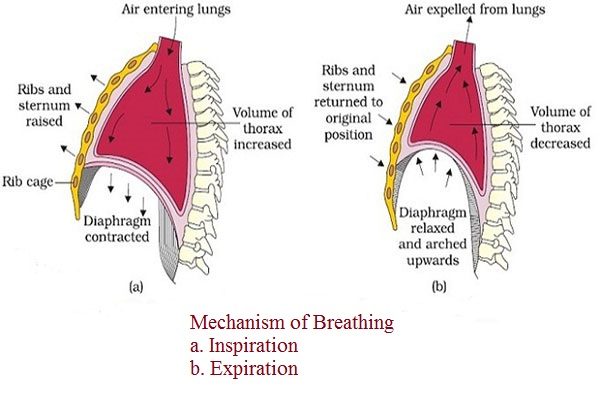 Air entering lungs
Ribs and
sternum
raised
Volume of
thorax
increased
Rib cage
Diaphragm
contracted
(a)
Air expelled from lungs
Ribs and
sternum
returned to
original
position
Volume of
thorax
decreased
Diaphragm
relaxed
and arched
upwards
(b)
Mechanism of Breathing
a. Inspiration
b. Expiration